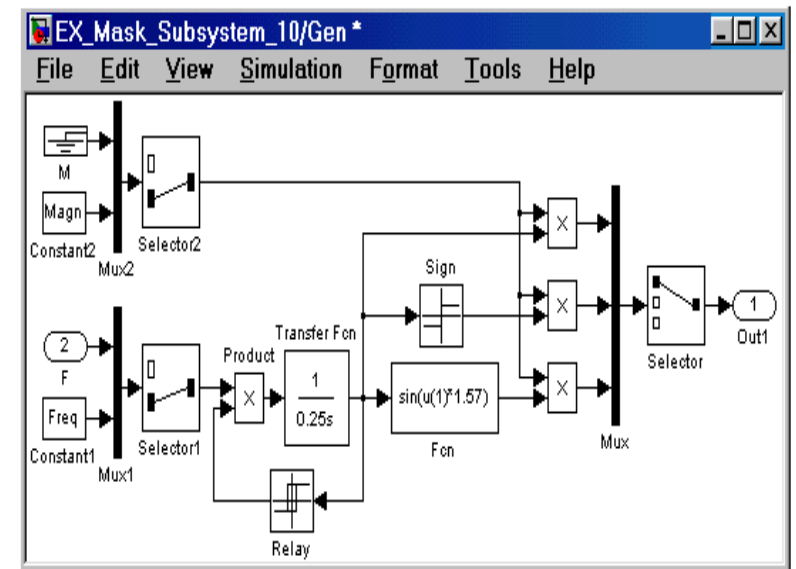 EX_Mask_Subsystem_10/Gen *
File Edit View Simulation Format Tools Help
M
Magn
Constant2
Mux2
Selector2
Sign
X
X
X
1
Out1
Selector
Mux
2
F
Freq
Constant1
Mux1
Selector1
Product
X
Transfer Fcn
1
0.25s
sin(u(1)*1.57)
Fcn
Relay